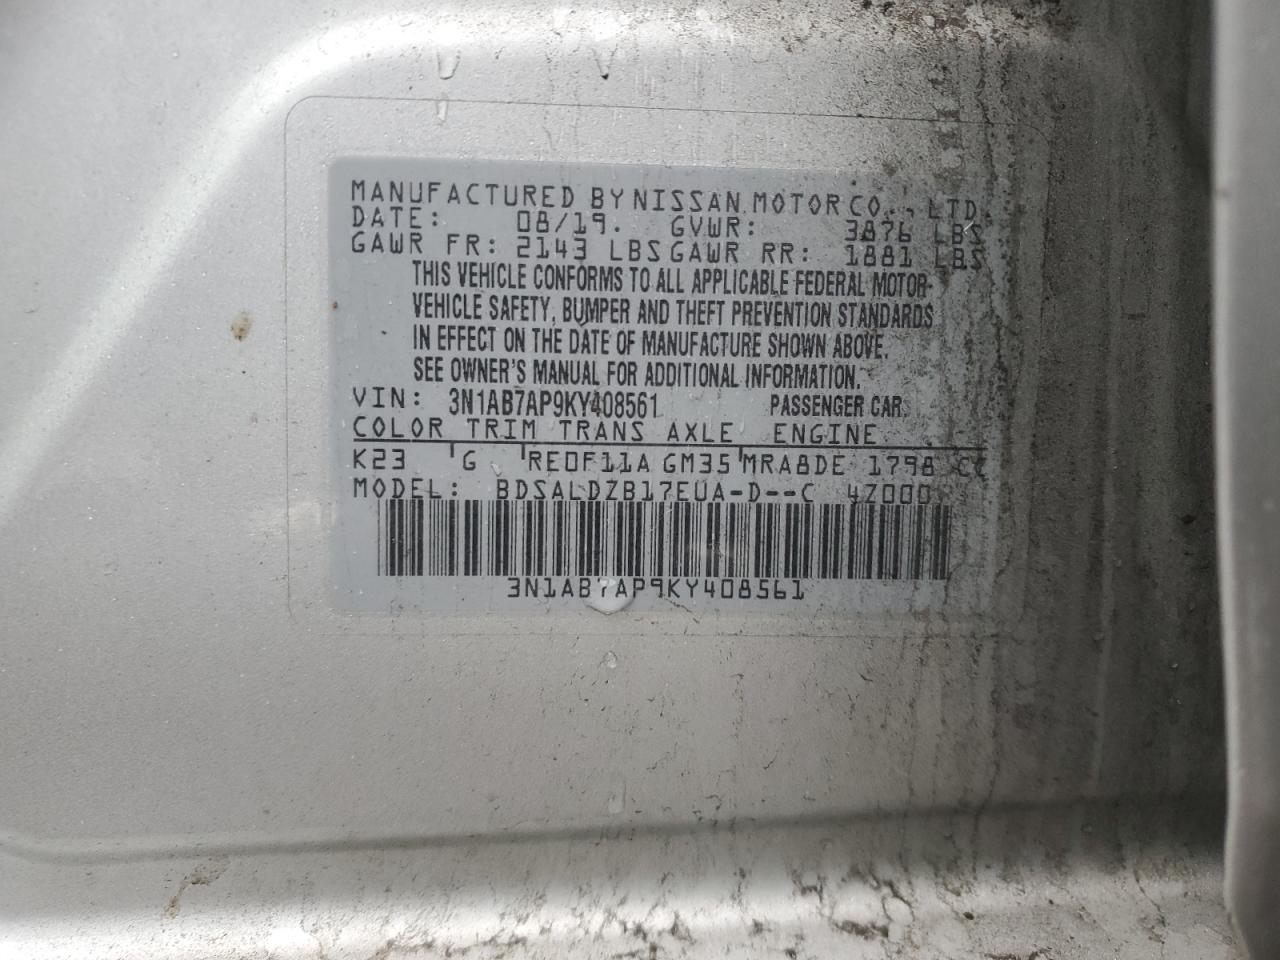 MANUFACTURED BY NISSAN MOTOR CO., LTD.
DATE: 08/19. GVWR: 3876 LBS
GAWR FR: 2143 LBS GAWR RR: 1881 LBS
THIS VEHICLE CONFORMS TO ALL APPLICABLE FEDERAL MOTOR-
VEHICLE SAFETY, BUMPER AND THEFT PREVENTION STANDARDS
IN EFFECT ON THE DATE OF MANUFACTURE SHOWN ABOVE.
SEE OWNER'S MANUAL FOR ADDITIONAL INFORMATION.
VIN: 3N1AB7AP9KY408561 PASSENGER CAR
COLOR TRIM TRANS AXLE ENGINE
K23 G RE0F11A GM35 MRA8DE 1798 CC
MODEL: BDSALDZB17EUA-D--C 4Z000
3N1AB7AP9KY408561